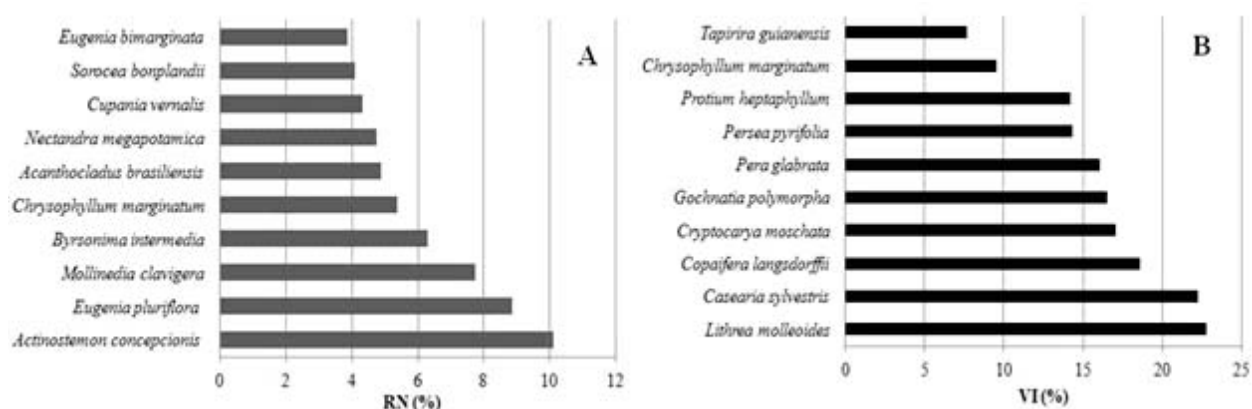 A
Eugenia bimarginata
Sorocea bonplandii
Cupania vernalis
Nectandra megapotamica
Acanthocladus brasiliensis
Chrysophyllum marginatum
Byrsonima intermedia
Mollinedia clavigera
Eugenia pluriflora
Actinostemon concepcionis
0 2 4 6 8 10 12
RN (%)
B
Tapirira guianensis
Chrysophyllum marginatum
Protium heptaphyllum
Persea pyrifolia
Pera glabrata
Gochnatia polymorpha
Cryptocarya moschata
Copaifera langsdorffii
Casearia sylvestris
Lithrea molleoides
0 5 10 15 20 25
VI (%)